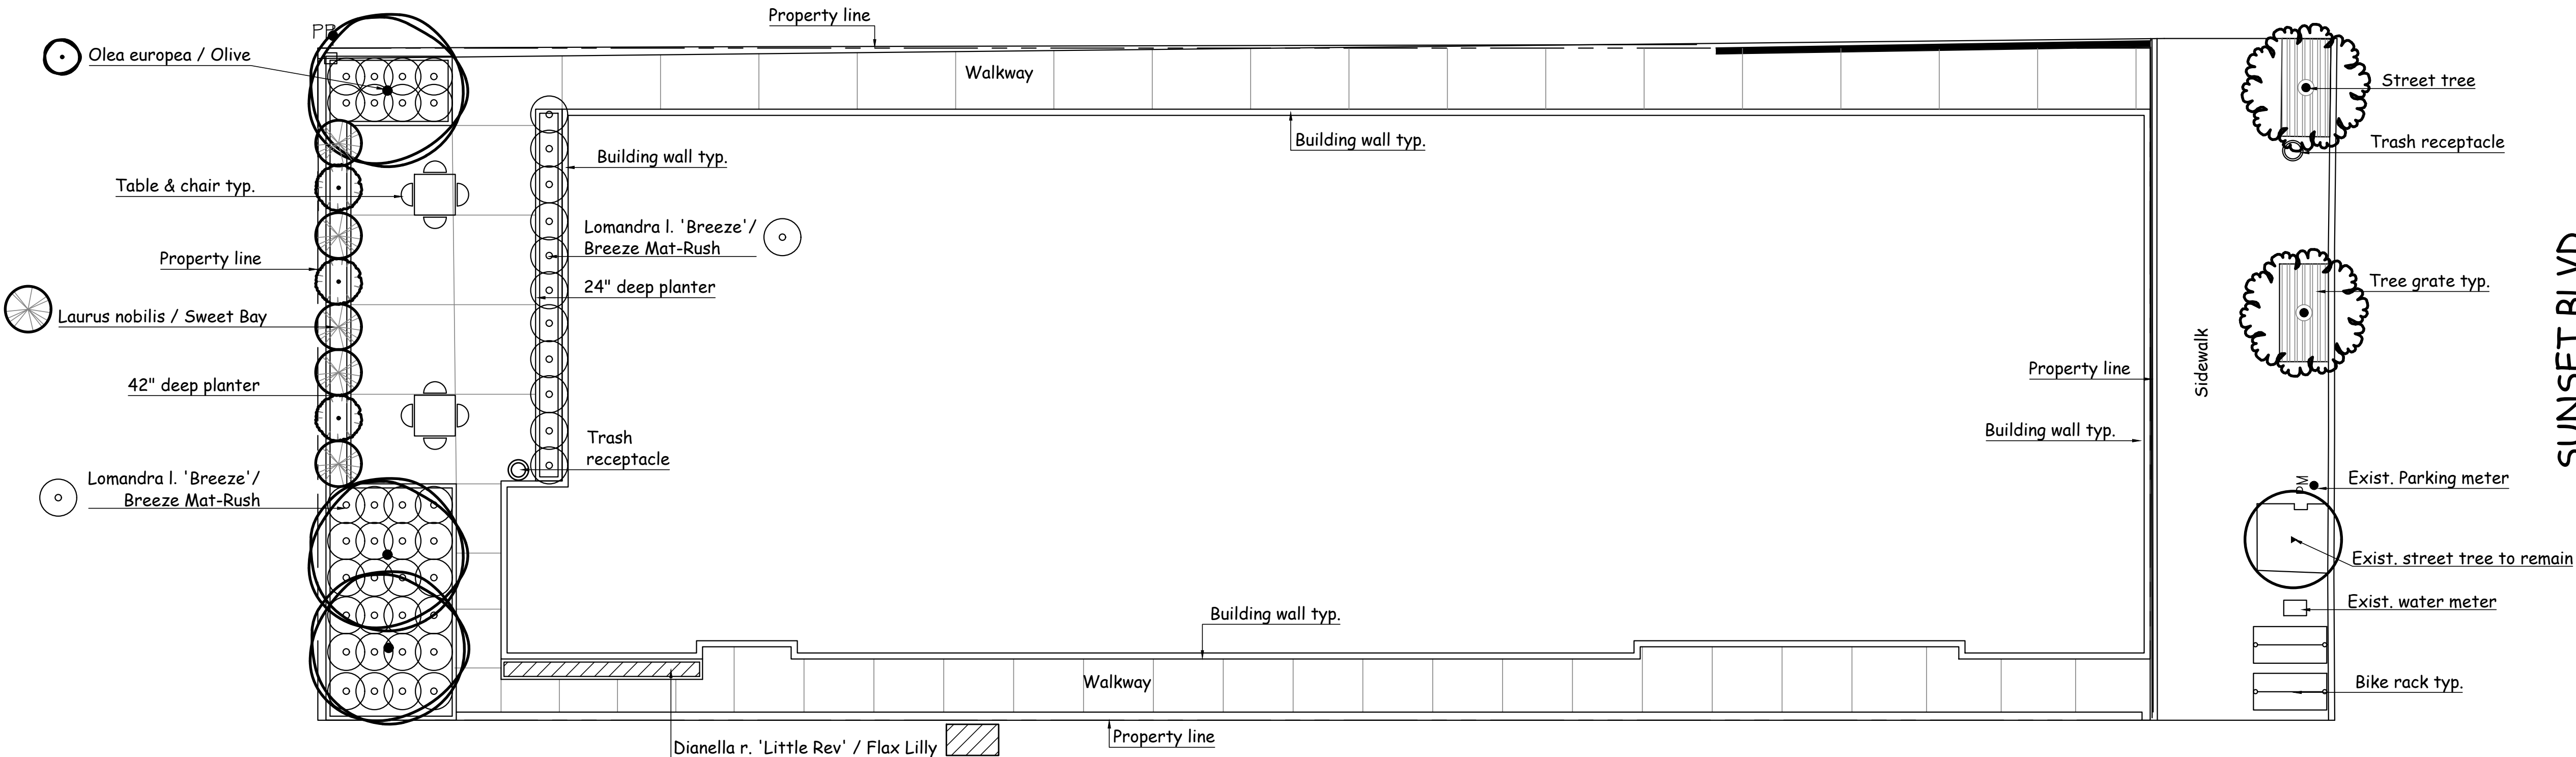 Property line
PP
Olea europea / Olive
Walkway
Street tree
Building wall typ.
Trash receptacle
Building wall typ.
Table & chair typ.
Lomandra l. 'Breeze'/
Breeze Mat-Rush
Property line
24" deep planter
Tree grate typ.
Laurus nobilis / Sweet Bay
Sidewalk
SUNSET BLVD
Property line
42" deep planter
Building wall typ.
Trash
receptacle
Lomandra l. 'Breeze'/
Breeze Mat-Rush
PM
Exist. Parking meter
Exist. street tree to remain
Exist. water meter
Building wall typ.
Walkway
Bike rack typ.
Property line
Dianella r. 'Little Rev' / Flax Lilly